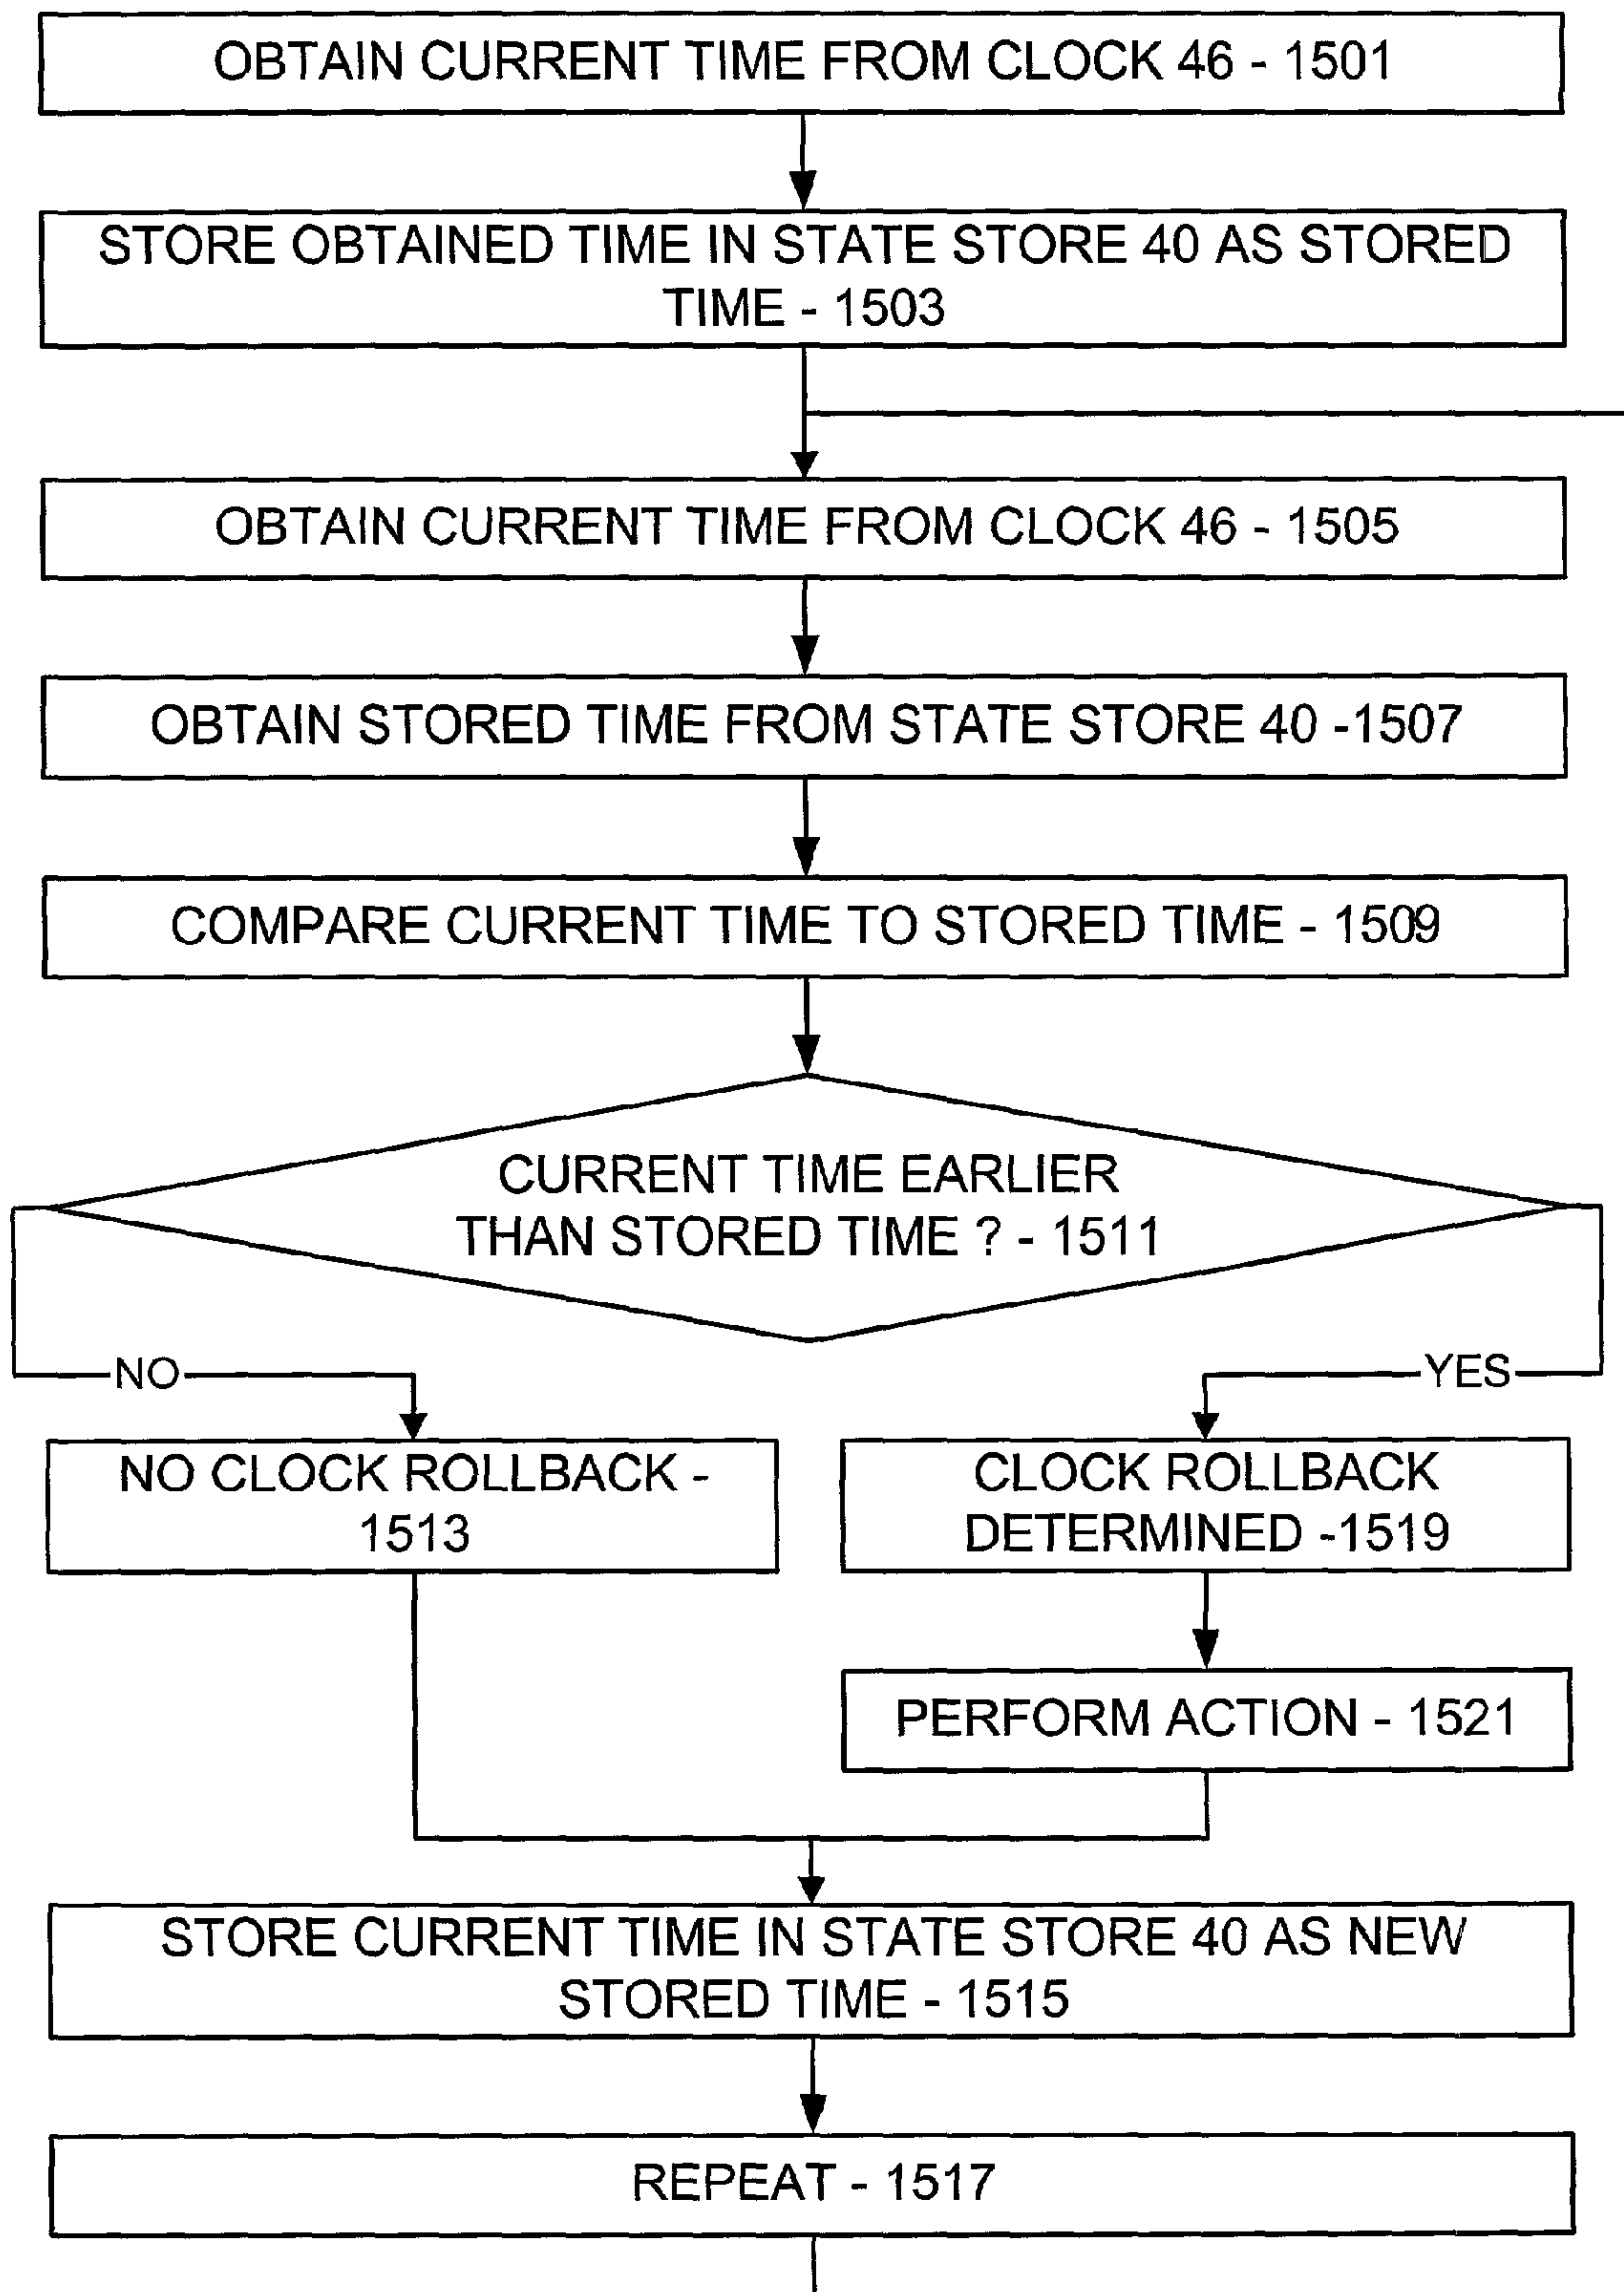 OBTAIN CURRENT TIME FROM CLOCK 46 - 1501
STORE OBTAINED TIME IN STATE STORE 40 AS STORED
TIME - 1503
OBTAIN CURRENT TIME FROM CLOCK 46 - 1505
OBTAIN STORED TIME FROM STATE STORE 40 -1507
COMPARE CURRENT TIME TO STORED TIME - 1509
CURRENT TIME EARLIER
THAN STORED TIME ? - 1511
NO
YES
NO CLOCK ROLLBACK -
1513
CLOCK ROLLBACK
DETERMINED -1519
PERFORM ACTION - 1521
STORE CURRENT TIME IN STATE STORE 40 AS NEW
STORED TIME - 1515
REPEAT - 1517